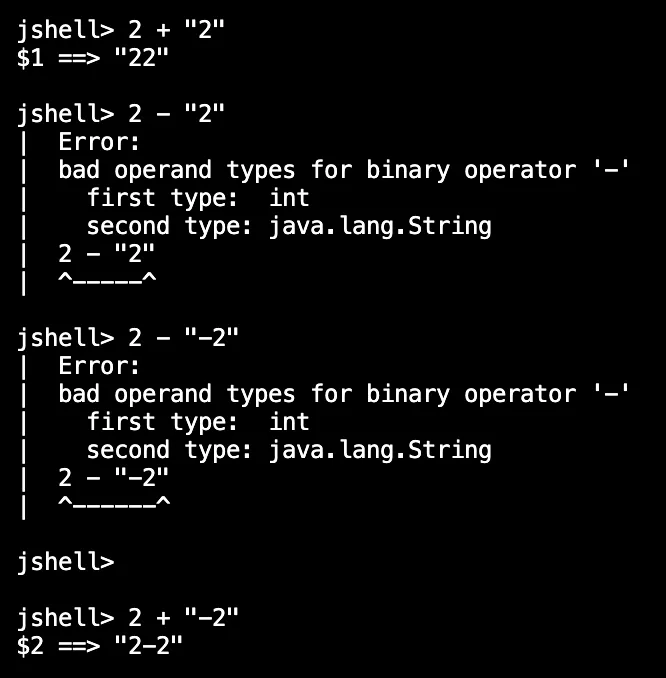 jshell> 2 + "2"
$1 ==> "22"

jshell> 2 - "2"
|  Error:
|  bad operand types for binary operator '-'
|    first type:  int
|    second type: java.lang.String
|  2 - "2"
|  ^-----^

jshell> 2 - "-2"
|  Error:
|  bad operand types for binary operator '-'
|    first type:  int
|    second type: java.lang.String
|  2 - "-2"
|  ^------^

jshell>

jshell> 2 + "-2"
$2 ==> "2-2"